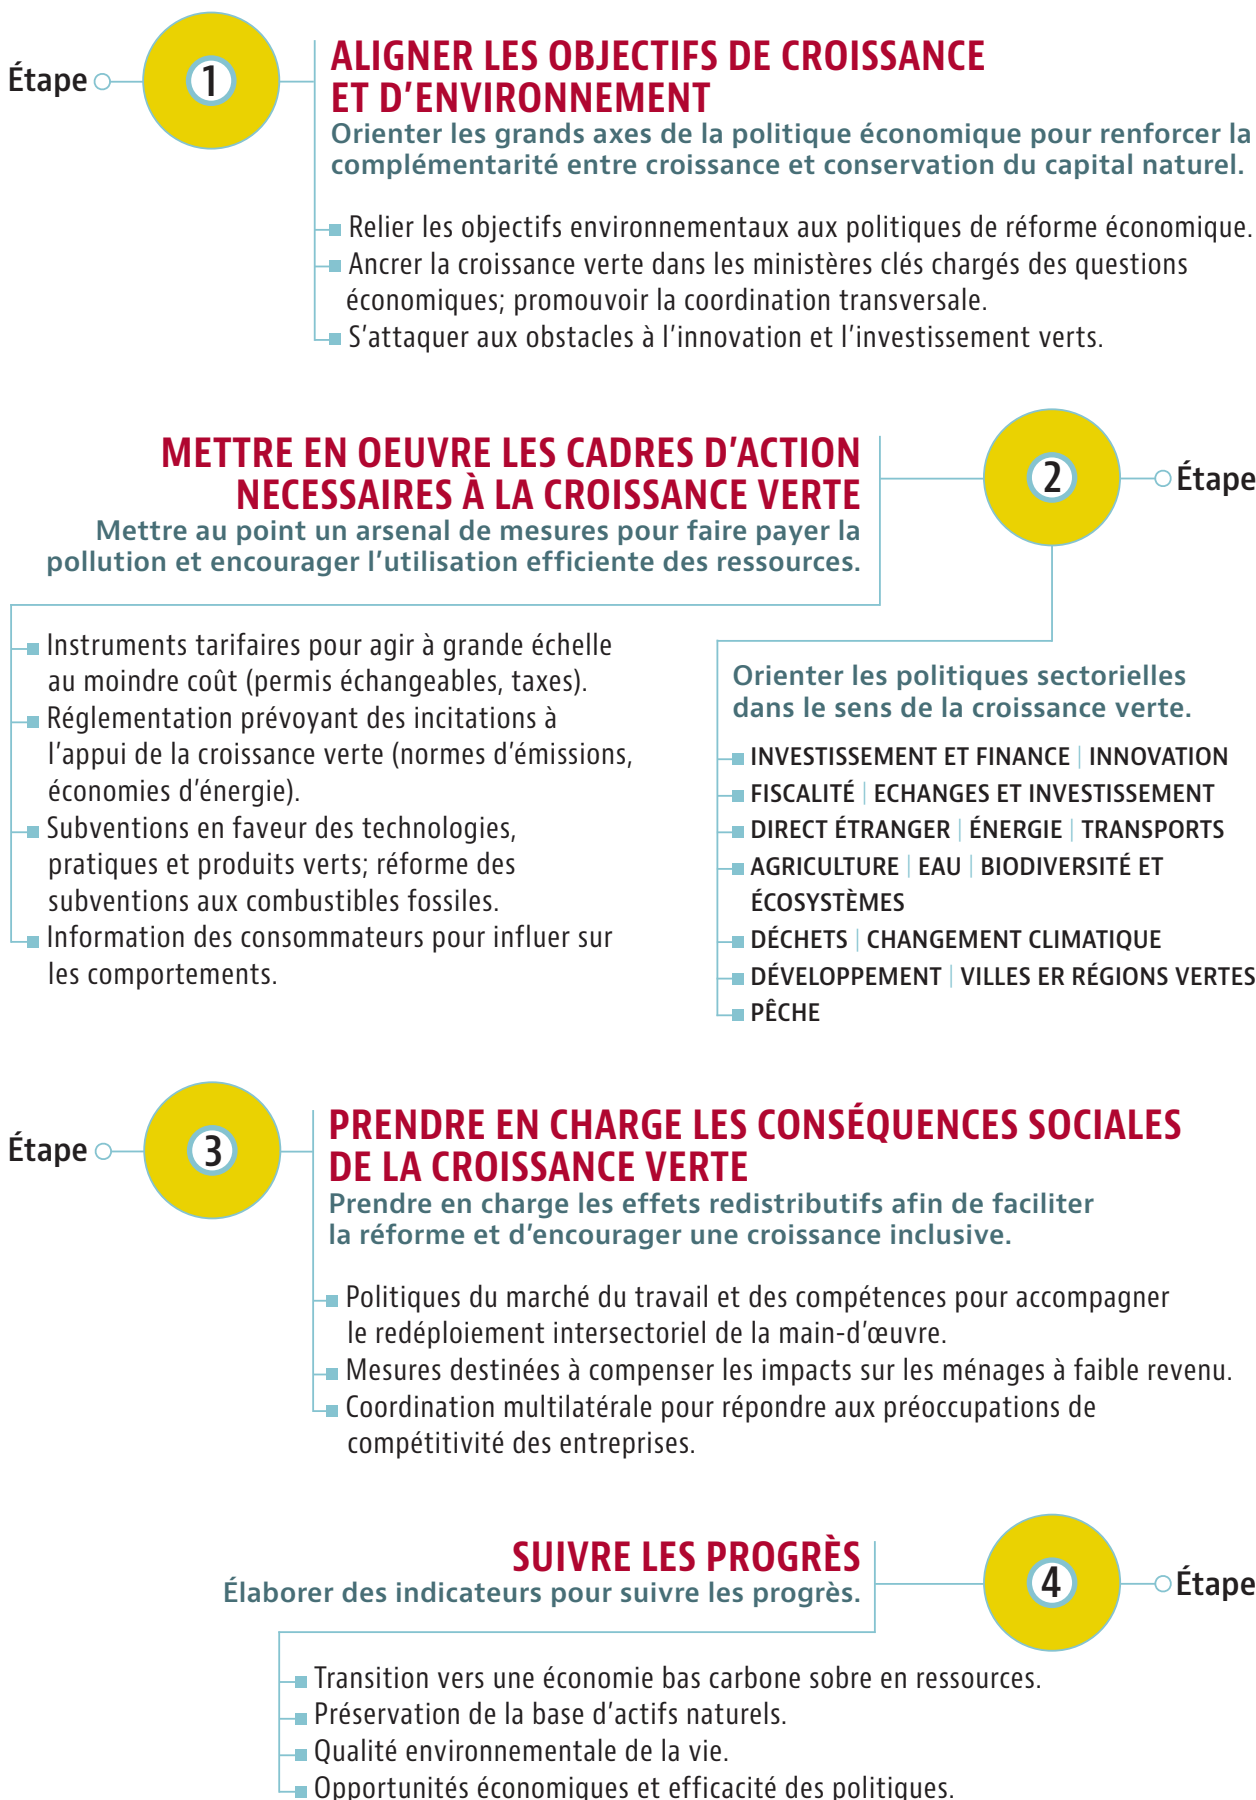 Étape
1
ALIGNER LES OBJECTIFS DE CROISSANCE
ET D’ENVIRONNEMENT
Orienter les grands axes de la politique économique pour renforcer la
complémentarité entre croissance et conservation du capital naturel.
Relier les objectifs environnementaux aux politiques de réforme économique.
Ancrer la croissance verte dans les ministères clés chargés des questions
économiques; promouvoir la coordination transversale.
S’attaquer aux obstacles à l’innovation et l’investissement verts.
METTRE EN OEUVRE LES CADRES D’ACTION
NECESSAIRES À LA CROISSANCE VERTE
Mettre au point un arsenal de mesures pour faire payer la
pollution et encourager l’utilisation efficiente des ressources.
2
Étape
Instruments tarifaires pour agir à grande échelle
au moindre coût (permis échangeables, taxes).
Réglementation prévoyant des incitations à
l’appui de la croissance verte (normes d’émissions,
économies d’énergie).
Subventions en faveur des technologies,
pratiques et produits verts; réforme des
subventions aux combustibles fossiles.
Information des consommateurs pour influer sur
les comportements.
Orienter les politiques sectorielles
dans le sens de la croissance verte.
INVESTISSEMENT ET FINANCE | INNOVATION
FISCALITÉ | ECHANGES ET INVESTISSEMENT
DIRECT ÉTRANGER | ÉNERGIE | TRANSPORTS
AGRICULTURE | EAU | BIODIVERSITÉ ET
ÉCOSYSTÈMES
DÉCHETS | CHANGEMENT CLIMATIQUE
DÉVELOPPEMENT | VILLES ER RÉGIONS VERTES
PÊCHE
Étape
3
PRENDRE EN CHARGE LES CONSÉQUENCES SOCIALES
DE LA CROISSANCE VERTE
Prendre en charge les effets redistributifs afin de faciliter
la réforme et d’encourager une croissance inclusive.
Politiques du marché du travail et des compétences pour accompagner
le redéploiement intersectoriel de la main-d’œuvre.
Mesures destinées à compenser les impacts sur les ménages à faible revenu.
Coordination multilatérale pour répondre aux préoccupations de
compétitivité des entreprises.
SUIVRE LES PROGRÈS
Élaborer des indicateurs pour suivre les progrès.
4
Étape
Transition vers une économie bas carbone sobre en ressources.
Préservation de la base d’actifs naturels.
Qualité environnementale de la vie.
Opportunités économiques et efficacité des politiques.